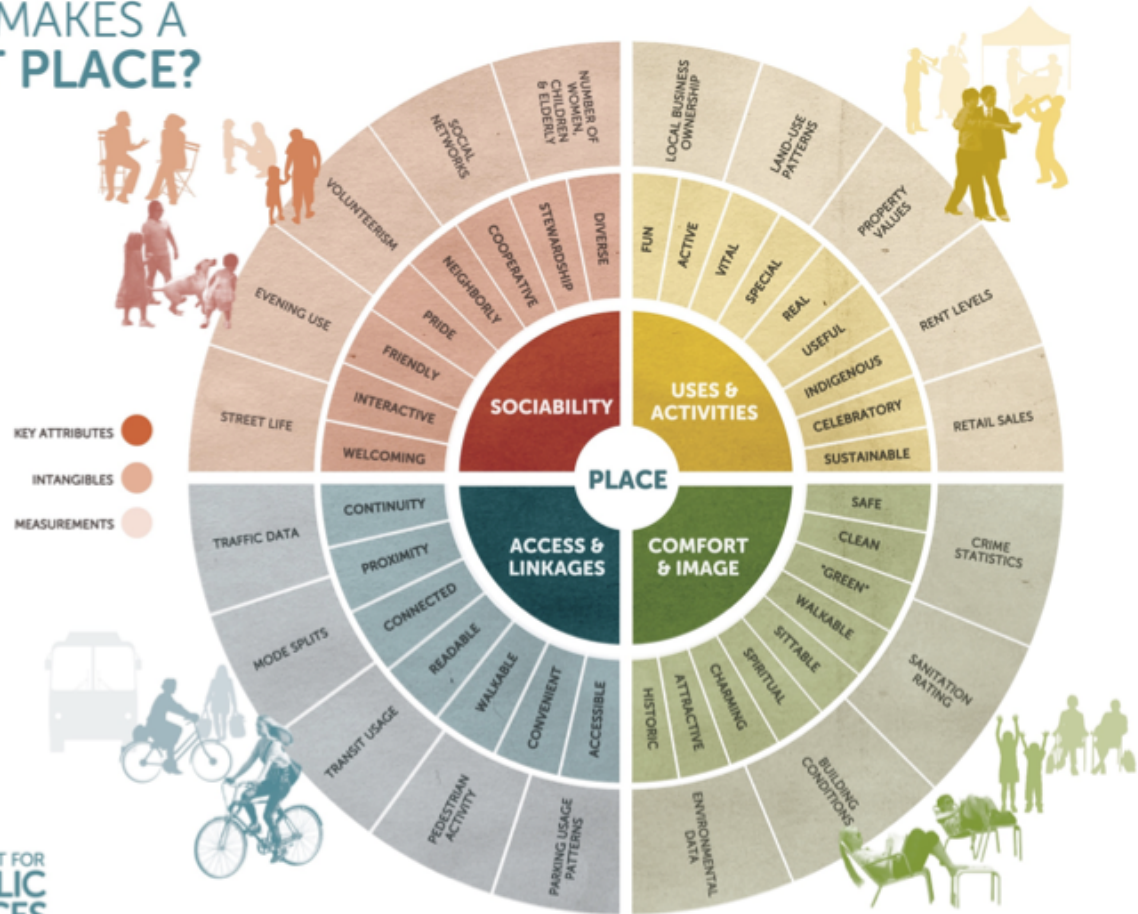 MAKES A
T PLACE?
NUMBER OF
WOMEN,
CHILDREN
& ELDERLY
SOCIAL
NETWORKS
VOLUNTEERISM
EVENING USE
STREET LIFE
LOCAL BUSINESS
OWNERSHIP
LAND-USE
PATTERNS
PROPERTY
VALUES
RENT LEVELS
RETAIL SALES
DIVERSE
STEWARDSHIP
COOPERATIVE
NEIGHBORLY
PRIDE
FRIENDLY
INTERACTIVE
WELCOMING
FUN
ACTIVE
VITAL
SPECIAL
REAL
USEFUL
INDIGENOUS
CELEBRATORY
SUSTAINABLE
SOCIABILITY
USES &
ACTIVITIES
PLACE
ACCESS &
LINKAGES
COMFORT
& IMAGE
KEY ATTRIBUTES
INTANGIBLES
MEASUREMENTS
CONTINUITY
PROXIMITY
CONNECTED
READABLE
WALKABLE
CONVENIENT
ACCESSIBLE
SAFE
CLEAN
"GREEN"
WALKABLE
SITTABLE
SPIRITUAL
CHARMING
ATTRACTIVE
HISTORIC
TRAFFIC DATA
MODE SPLITS
TRANSIT USAGE
PEDESTRIAN
ACTIVITY
PARKING USAGE
PATTERNS
CRIME
STATISTICS
SANITATION
RATING
BUILDING
CONDITIONS
ENVIRONMENTAL
DATA
T FOR
LIC
CES